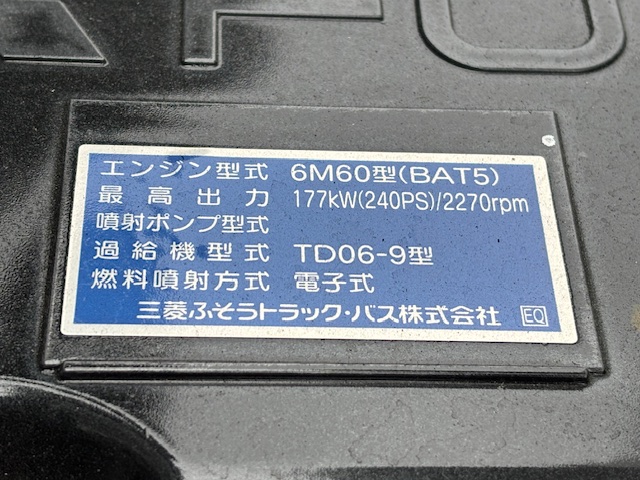 エンジン型式 6M60型(BAT5)
最高出力 177kW(240PS)/2270rpm
噴射ポンプ型式
過給機型式 TD06-9型
燃料噴射方式 電子式
三菱ふそうトラック・バス株式会社 EQ